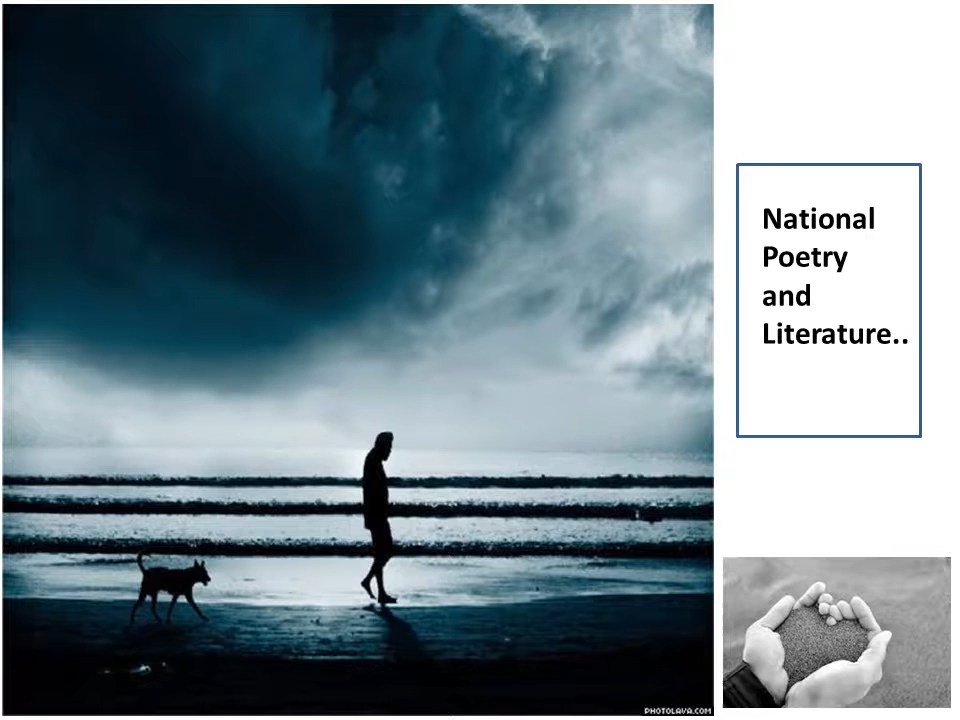 National
Poetry
and
Literature..
PHOTOLAVA.COM